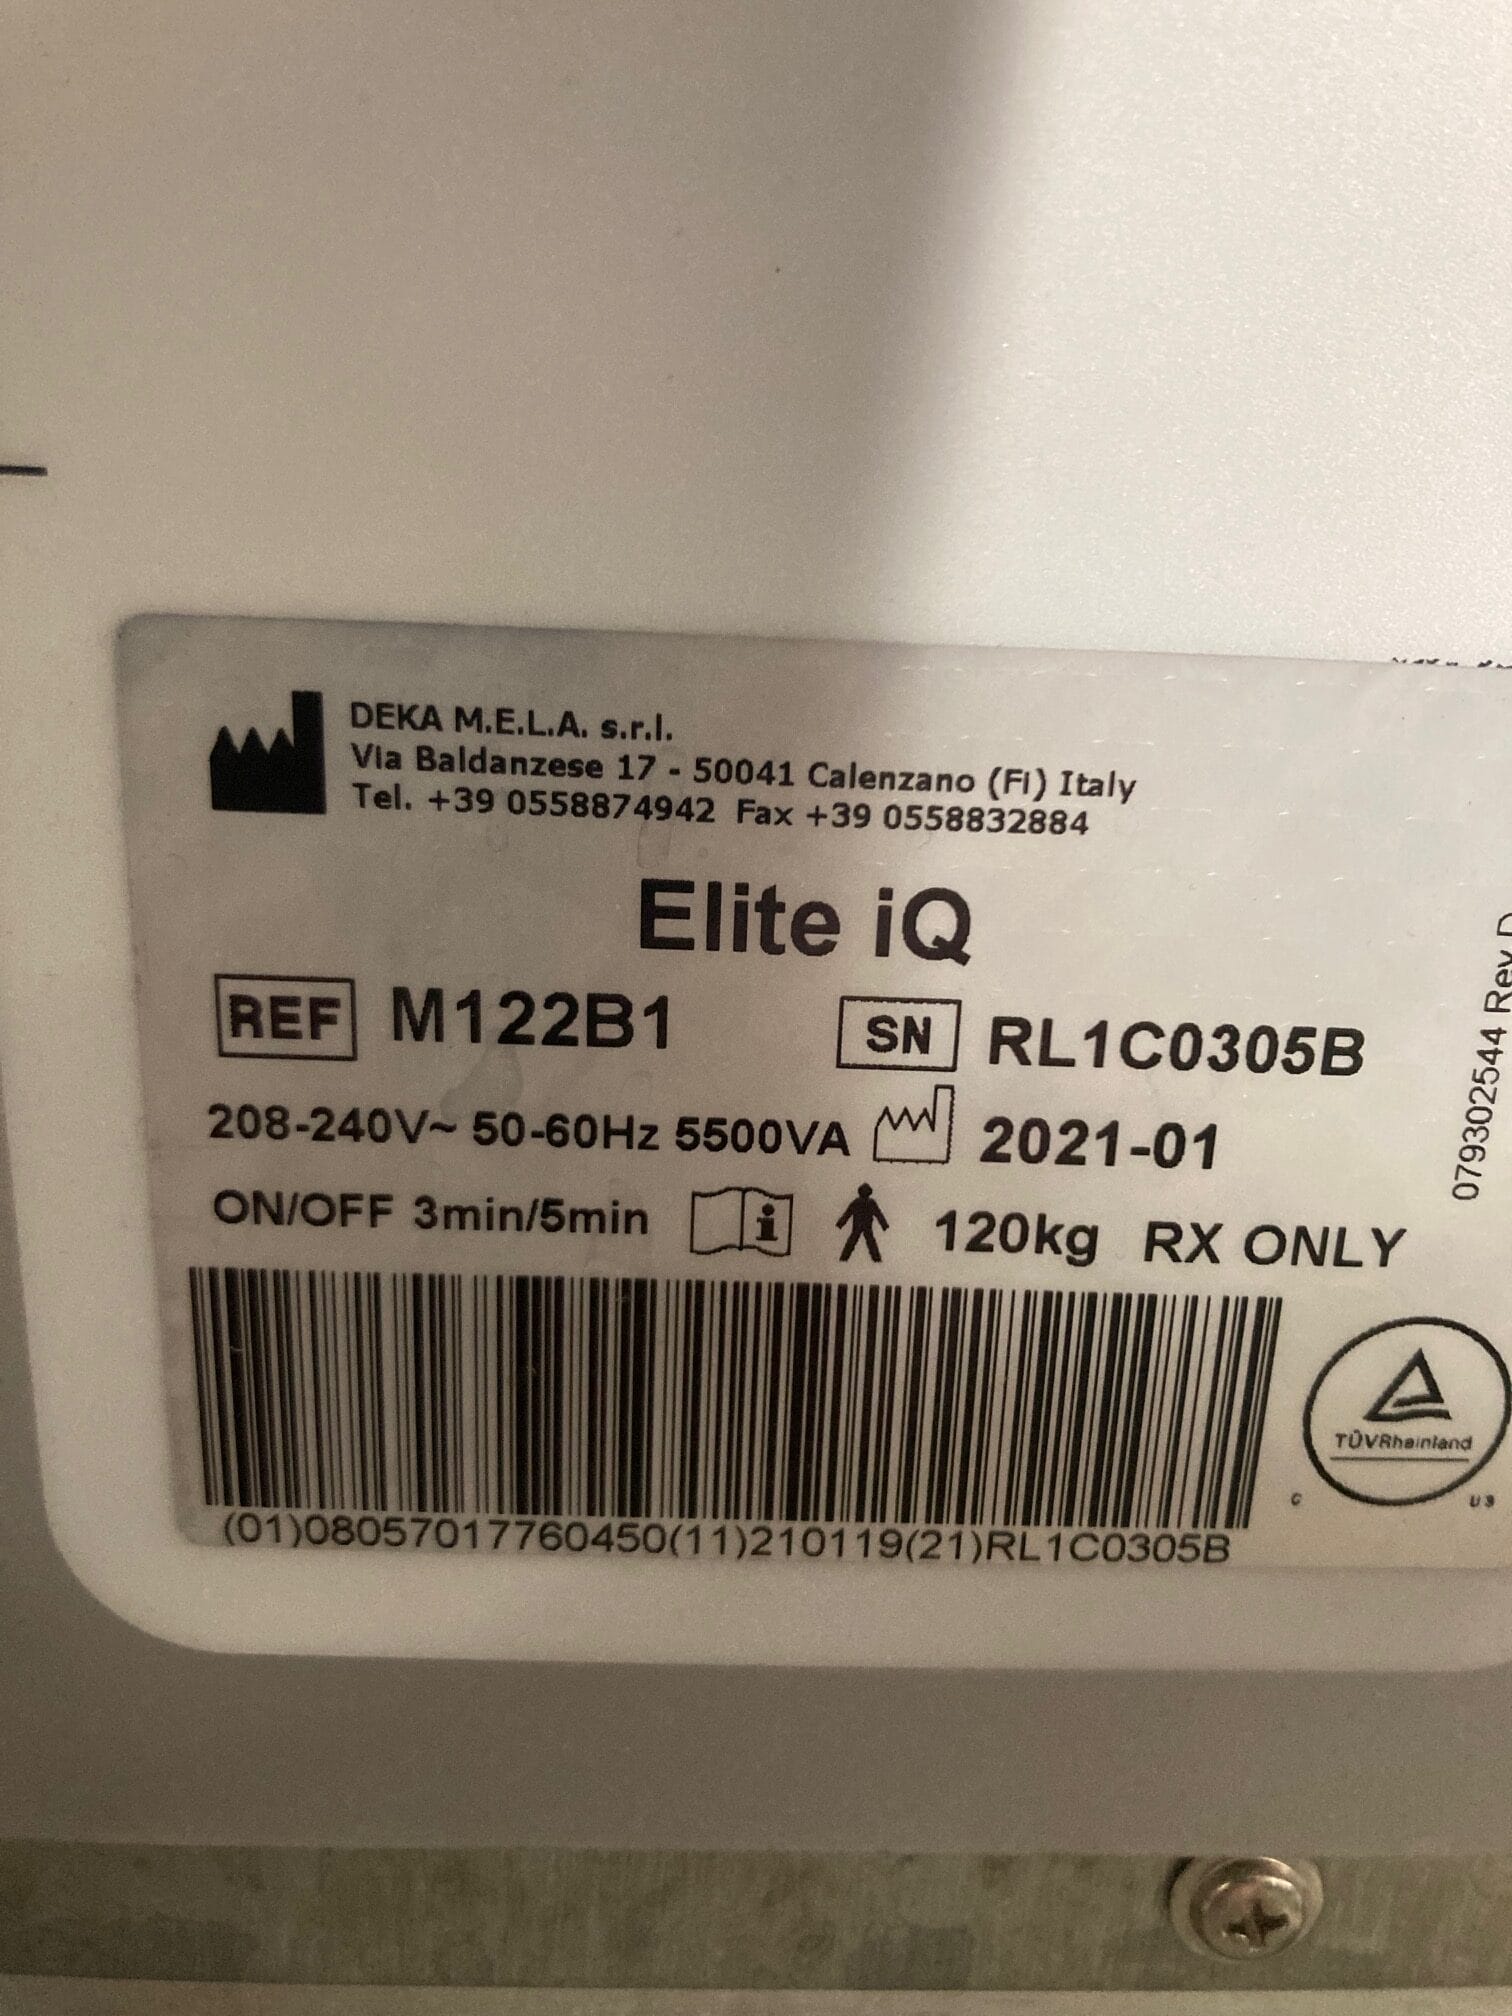 DEKA M.E.L.A. s.r.l.
Via Baldanzese 17 - 50041 Calenzano (FI) Italy
Tel. +39 0558874942 Fax +39 0558832884
Elite iQ
REF M122B1 SN RL1C0305B
208-240V~ 50-60Hz 5500VA 2021-01
ON/OFF 3min/5min i 120kg RX ONLY
(01)08057017760450(11)210119(21)RL1C0305B
TÜVRheinland
C US
079302544 Rev